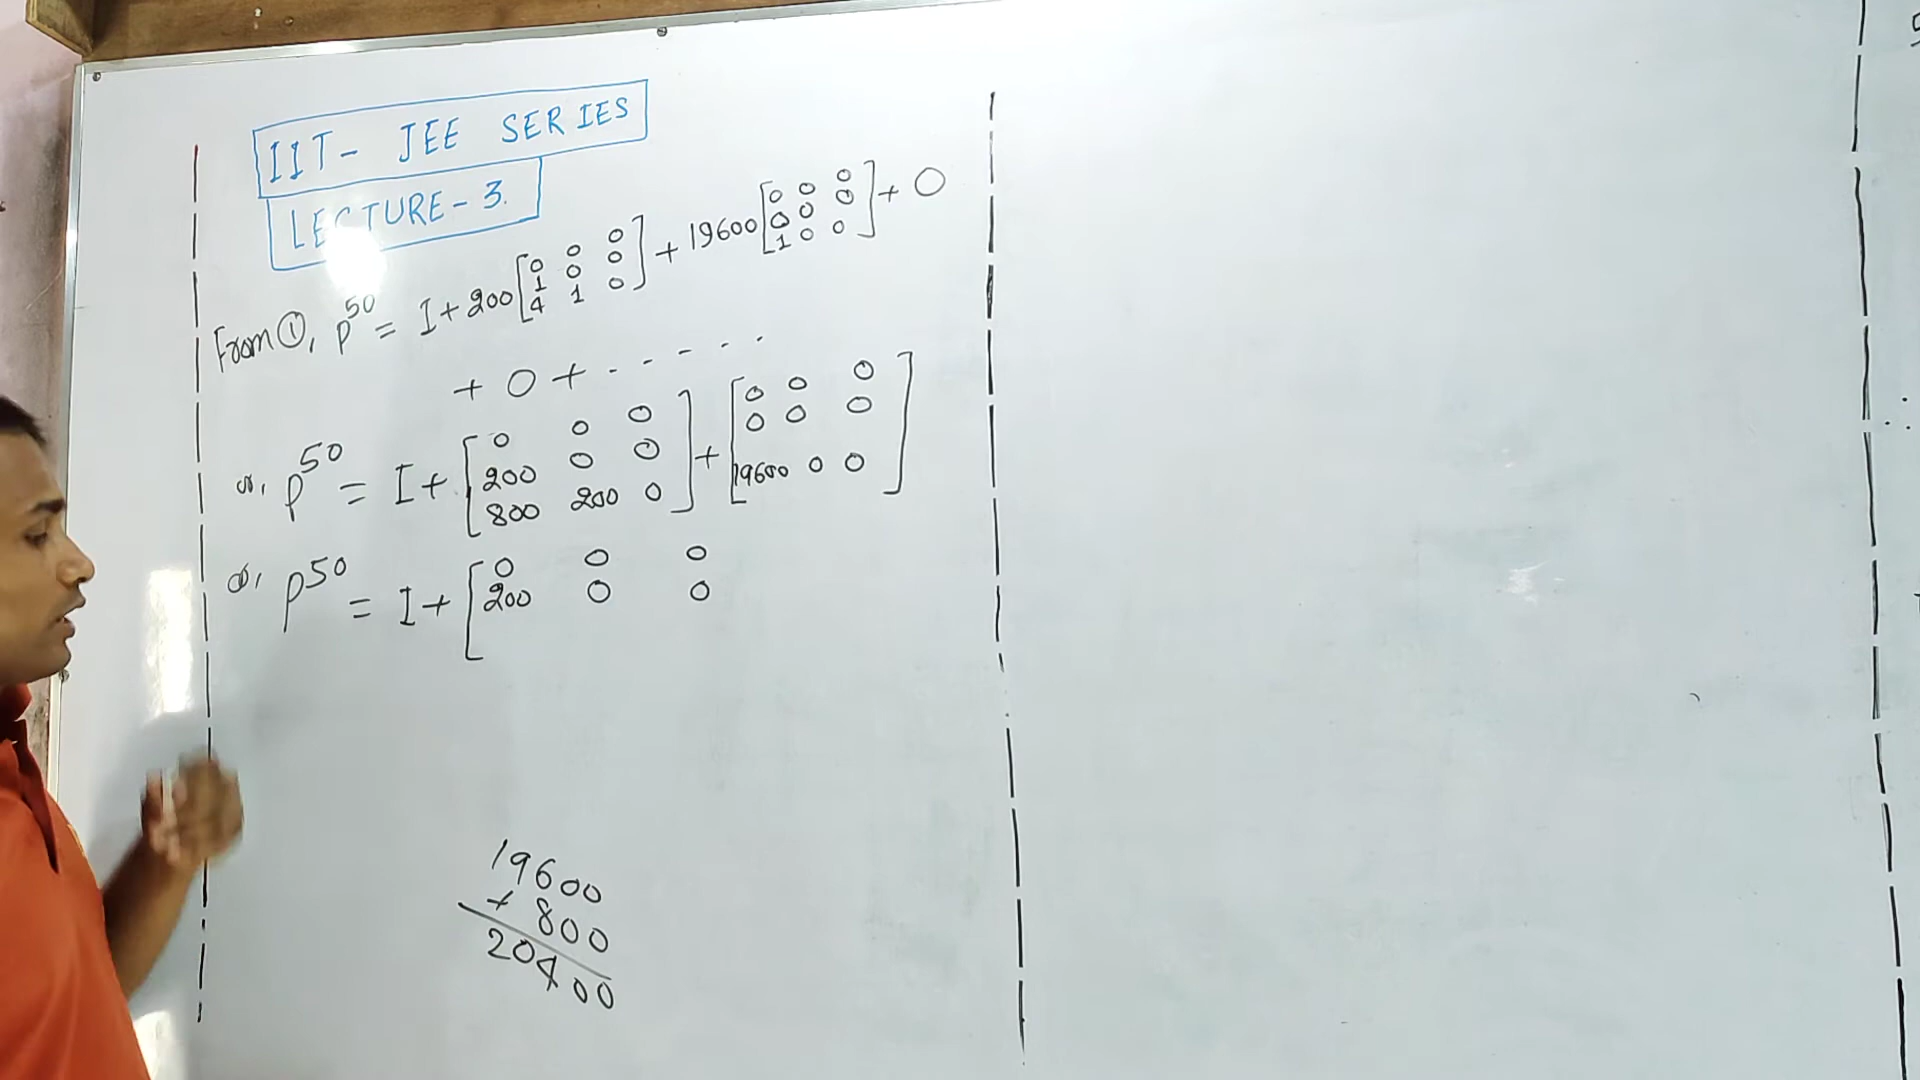 IIT- JEE SERIES
LECTURE-3.
From ①, P^50 = I + 200 [0 0 0; 1 0 0; 4 1 0] + 19600 [0 0 0; 0 0 0; 1 0 0] + 0
+ 0 + - - - - -
or, P^50 = I + [0 0 0; 200 0 0; 800 200 0] + [0 0 0; 0 0 0; 19600 0 0]
or, P^50 = I + [0 0 0; 200 0 0
19600
+ 800
20400